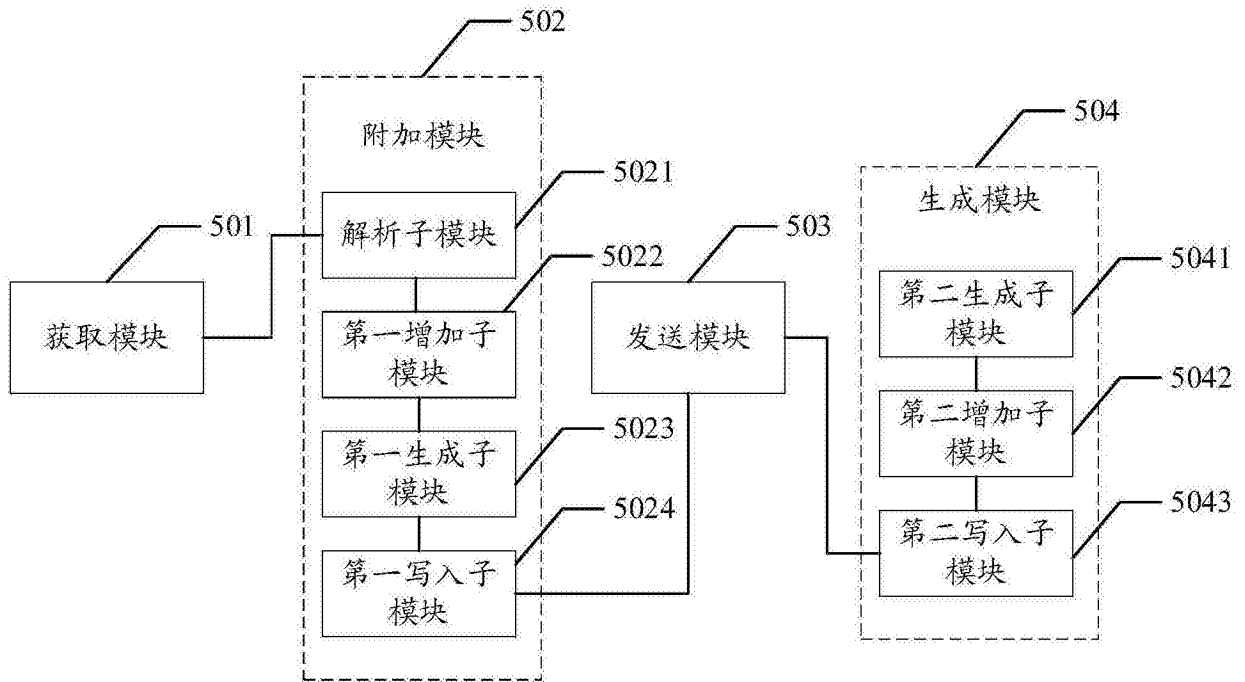 502
附加模块
504
5021
生成模块
501
解析子模块
503
5022
5041
获取模块
第一增加子
模块
发送模块
第二生成子
模块
5042
5023
第二增加子
模块
第一生成子
模块
5024
5043
第二写入子
模块
第一写入子
模块